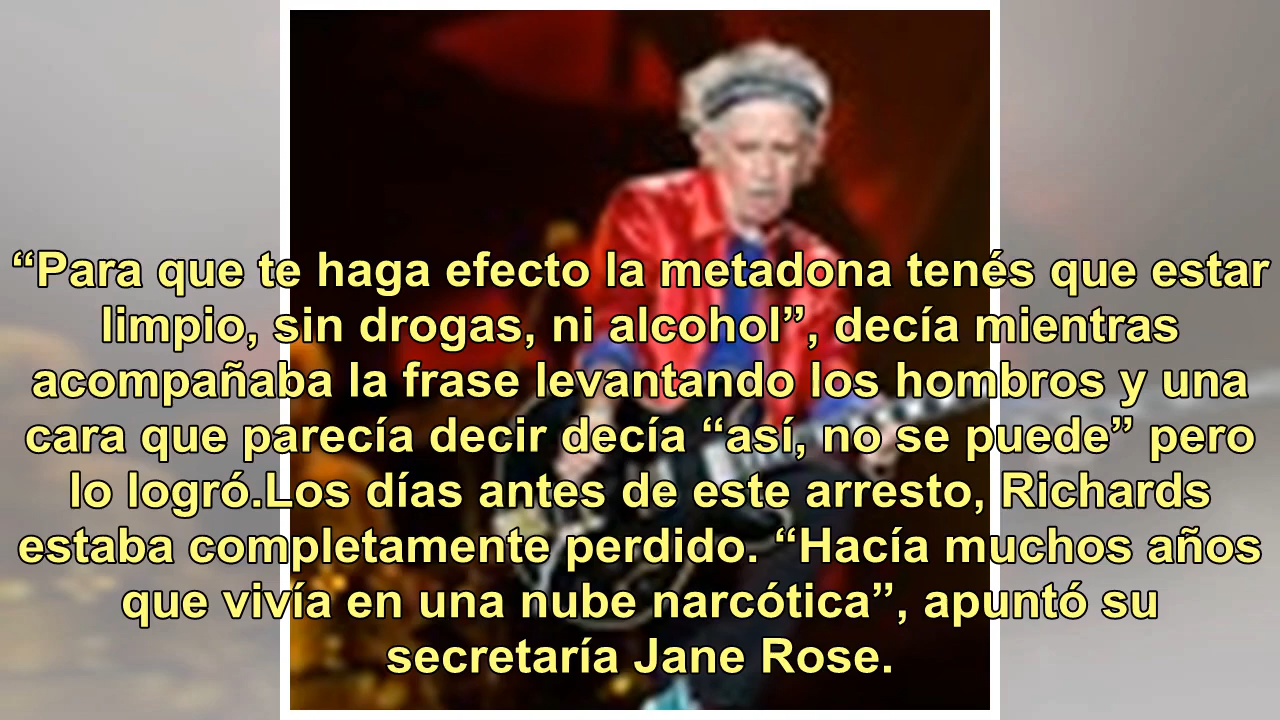 “Para que te haga efecto la metadona tenés que estar
limpio, sin drogas, ni alcohol”, decía mientras
acompañaba la frase levantando los hombros y una
cara que parecía decir decía “así, no se puede” pero
lo logró.Los días antes de este arresto, Richards
estaba completamente perdido. “Hacía muchos años
que vivía en una nube narcótica”, apuntó su
secretaría Jane Rose.